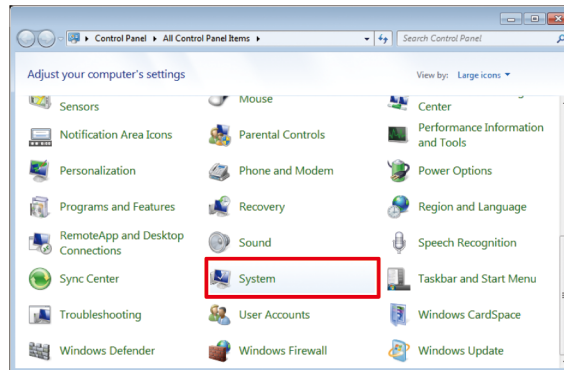 Control Panel ▸ All Control Panel Items ▸
Search Control Panel
Adjust your computer's settings
View by: Large icons
Sensors
Mouse
Center
Notification Area Icons
Parental Controls
Performance Information
and Tools
Personalization
Phone and Modem
Power Options
Programs and Features
Recovery
Region and Language
RemoteApp and Desktop
Connections
Sound
Speech Recognition
Sync Center
System
Taskbar and Start Menu
Troubleshooting
User Accounts
Windows CardSpace
Windows Defender
Windows Firewall
Windows Update